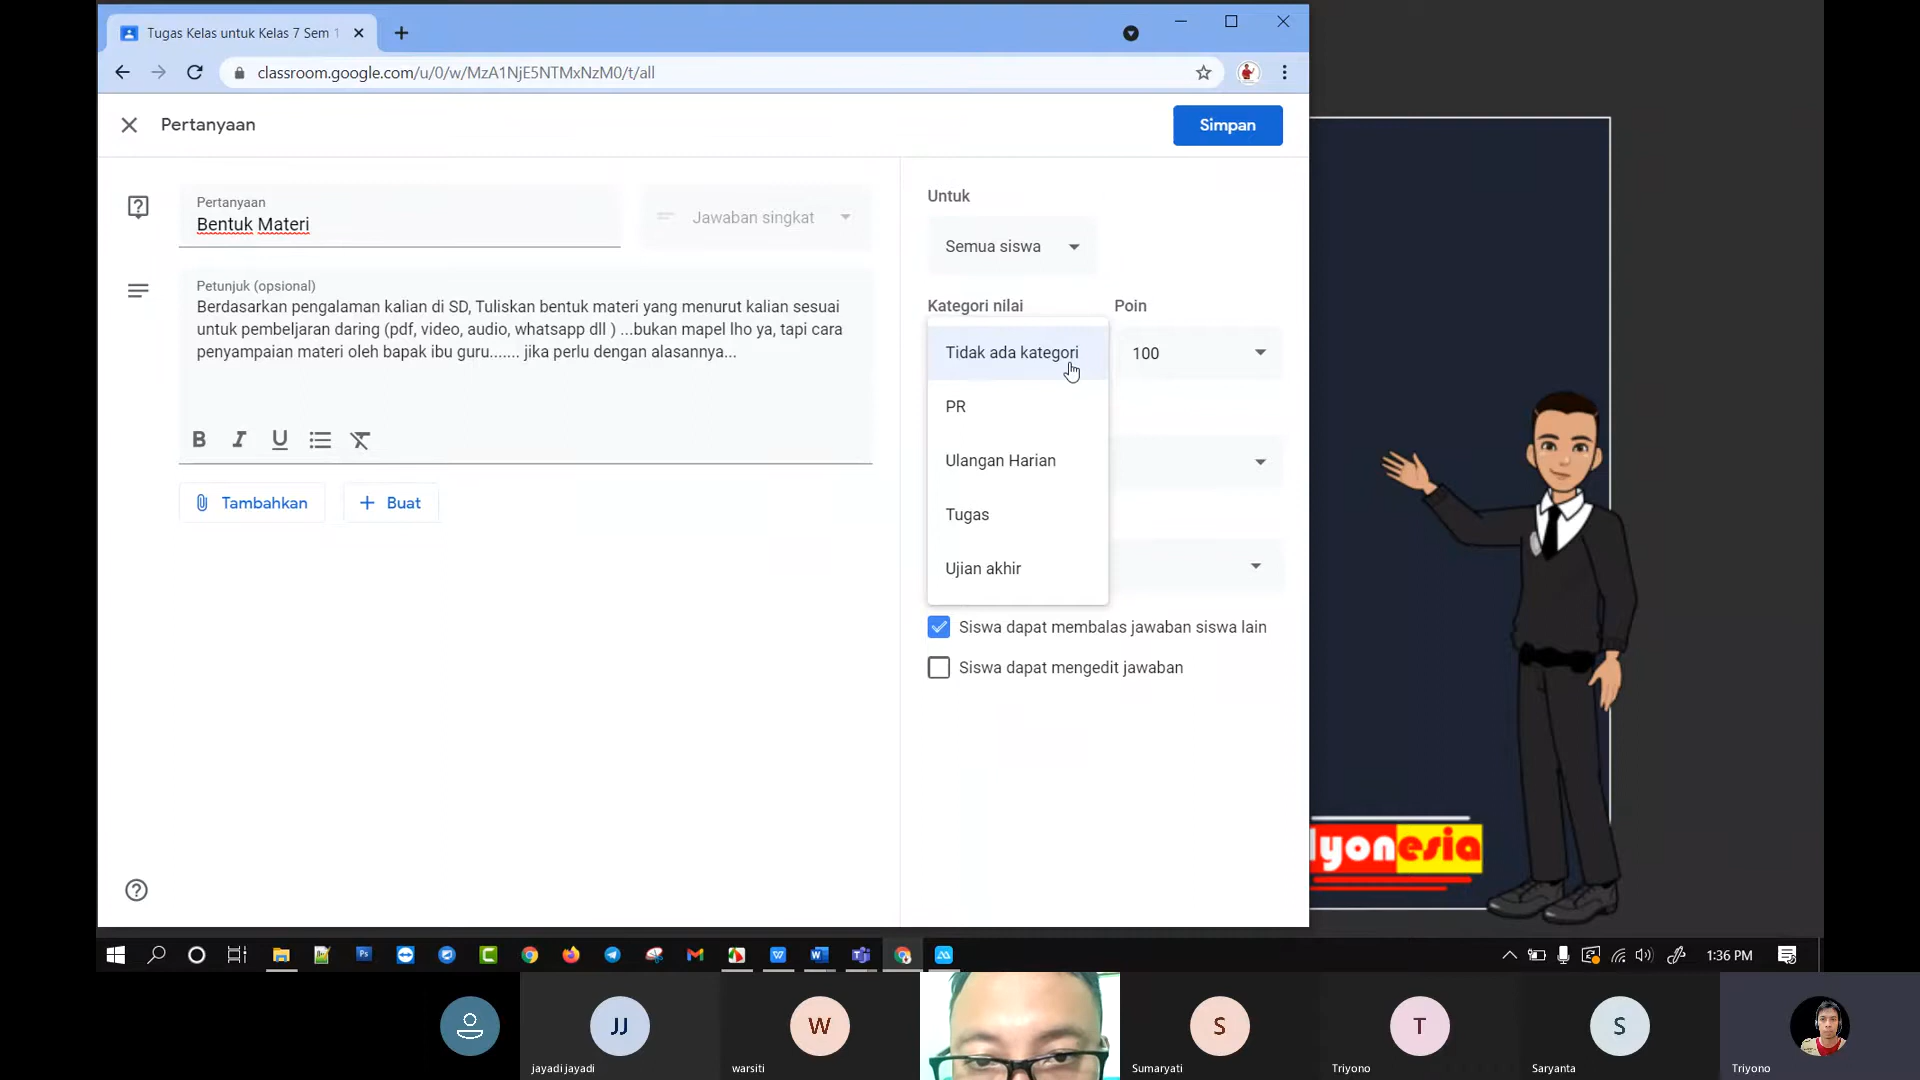 Tugas Kelas untuk Kelas 7 Sem 1
classroom.google.com/u/0/w/MzA1NjE5NTMxNzM0/t/all
Pertanyaan
Simpan
Pertanyaan
Bentuk Materi
Jawaban singkat
Petunjuk (opsional)
Berdasarkan pengalaman kalian di SD, Tuliskan bentuk materi yang menurut kalian sesuai
untuk pembeljaran daring (pdf, video, audio, whatsapp dll ) ...bukan mapel lho ya, tapi cara
penyampaian materi oleh bapak ibu guru....... jika perlu dengan alasannya...
B I U
Tambahkan
Buat
Untuk
Semua siswa
Kategori nilai
Poin
Tidak ada kategori
100
PR
Ulangan Harian
Tugas
Ujian akhir
Siswa dapat membalas jawaban siswa lain
Siswa dapat mengedit jawaban
lyonesia
1:36 PM
JJ
jayadi jayadi
W
warsiti
S
Sumaryati
T
Triyono
S
Saryanta
Triyono